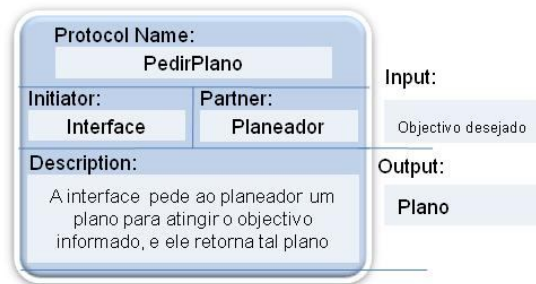 Protocol Name:
PedirPlano
Input:
Initiator:
Partner:
Interface
Planeador
Objectivo desejado
Description:
Output:
A interface pede ao planeador um
plano para atingir o objectivo
informado, e ele retorna tal plano
Plano